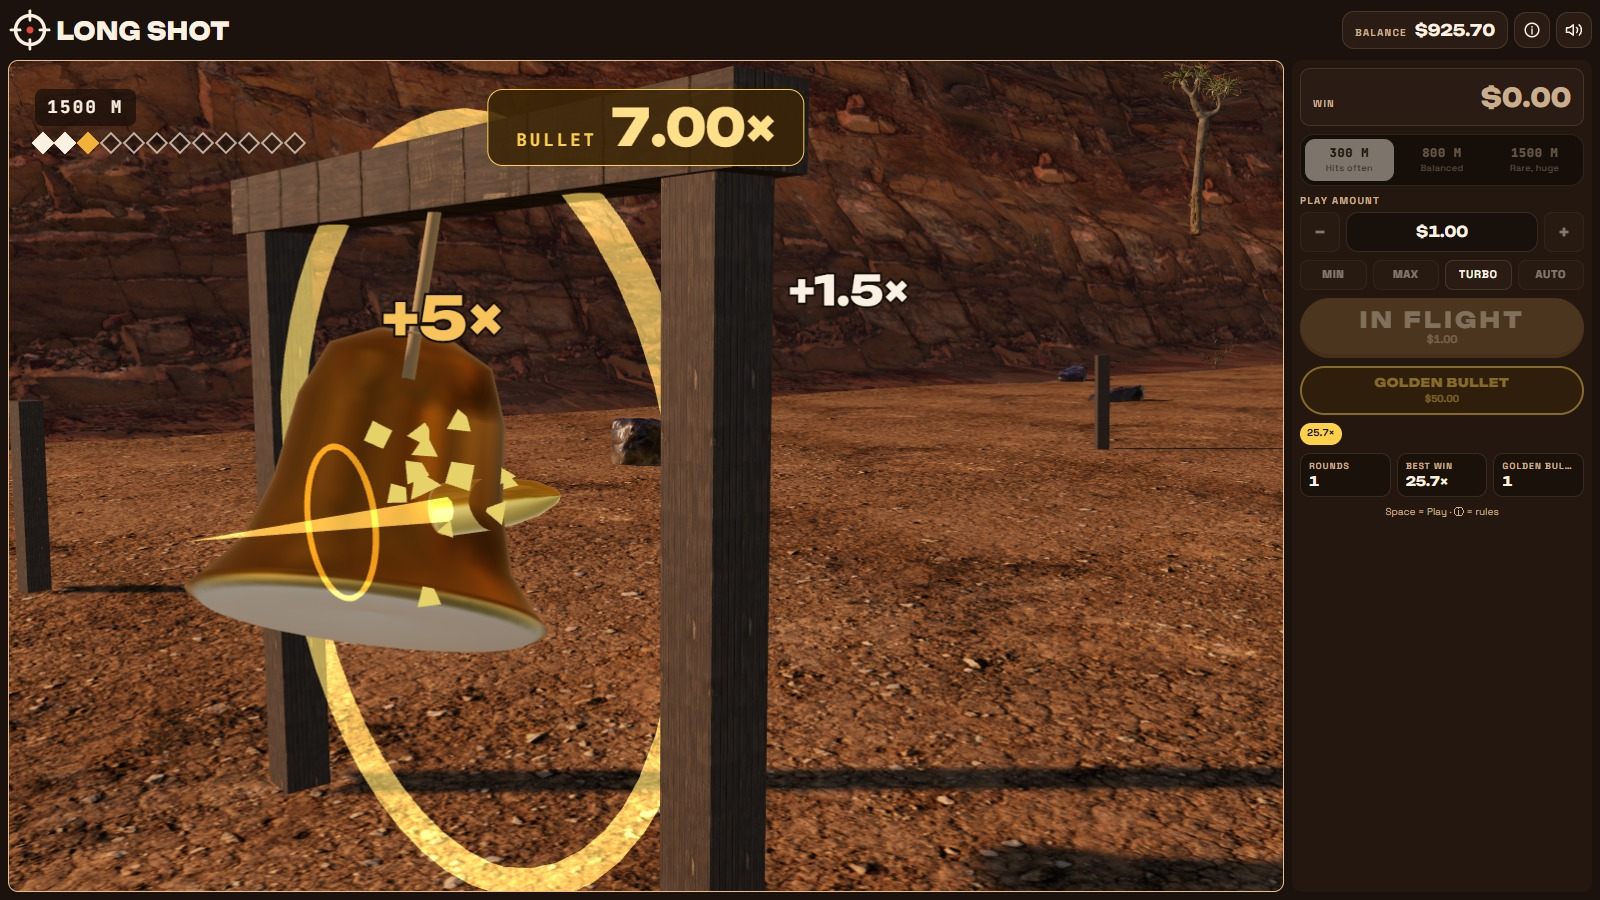 LONG SHOT
BALANCE $925.70
1500 M
BULLET 7.00×
+5×
+1.5×
WIN $0.00
300 M
Hits often
800 M
Balanced
1500 M
Rare, huge
PLAY AMOUNT
− $1.00 +
MIN MAX TURBO AUTO
IN FLIGHT
$1.00
GOLDEN BULLET
$50.00
25.7×
ROUNDS
1
BEST WIN
25.7×
GOLDEN BUL...
1
Space = Play · ⓘ = rules